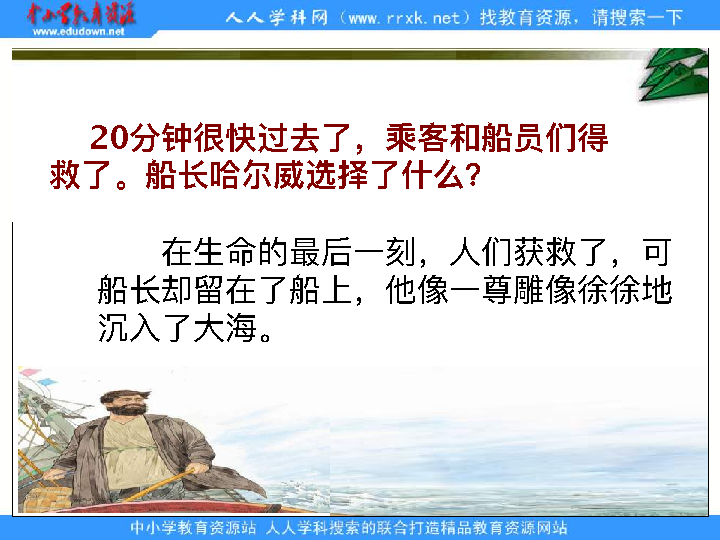 中小学教育资源
www.edudown.net
人人学科网（www.rrxk.net）找教育资源，请搜索一下
20分钟很快过去了，乘客和船员们得
救了。船长哈尔威选择了什么？
在生命的最后一刻，人们获救了，可
船长却留在了船上，他像一尊雕像徐徐地
沉入了大海。
中小学教育资源站 人人学科搜索的联合打造精品教育资源网站